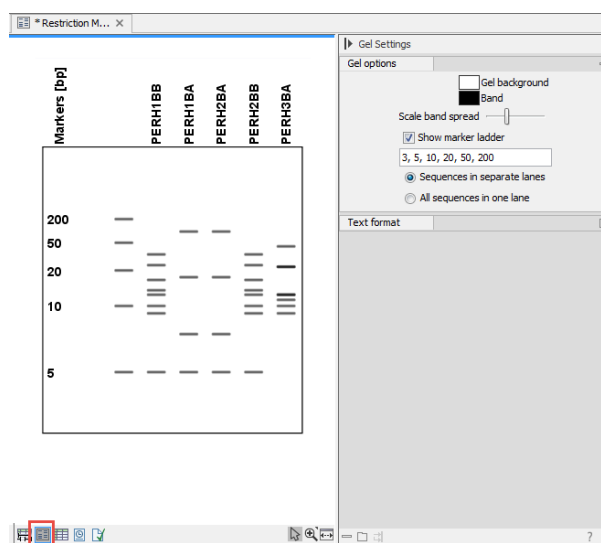 * Restriction M... ×
Gel Settings
Gel options
Gel background
Band
Scale band spread
Show marker ladder
3, 5, 10, 20, 50, 200
Sequences in separate lanes
All sequences in one lane
Text format
Markers [bp]
PERH1BB
PERH1BA
PERH2BA
PERH2BB
PERH3BA
200
50
20
10
5
?